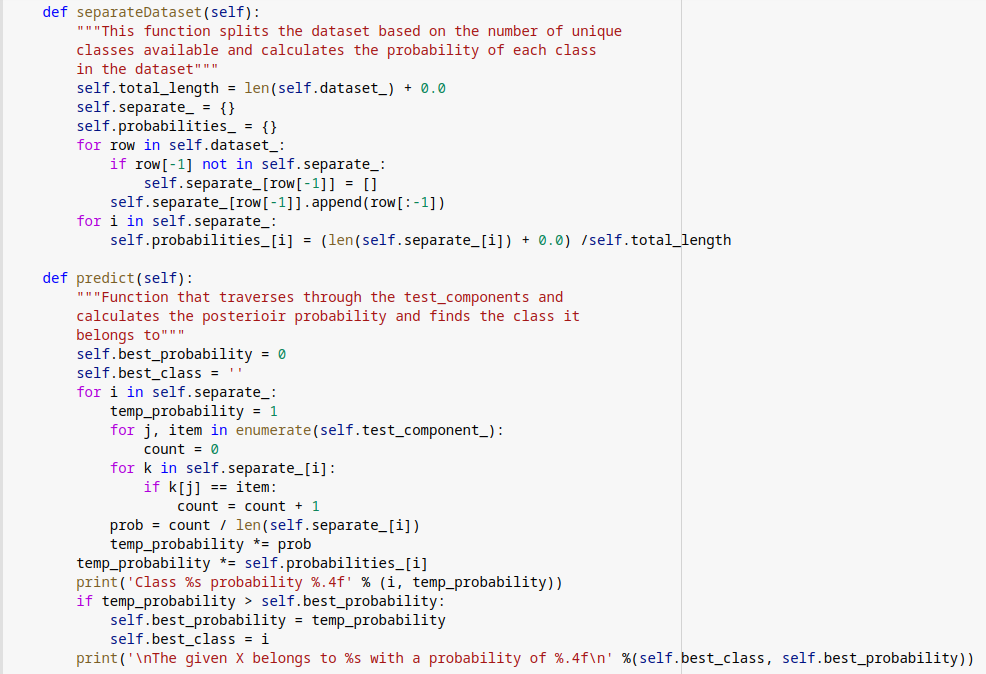 def separateDataset(self):
    """This function splits the dataset based on the number of unique
    classes available and calculates the probability of each class
    in the dataset"""
    self.total_length = len(self.dataset_) + 0.0
    self.separate_ = {}
    self.probabilities_ = {}
    for row in self.dataset_:
        if row[-1] not in self.separate_:
            self.separate_[row[-1]] = []
        self.separate_[row[-1]].append(row[:-1])
    for i in self.separate_:
        self.probabilities_[i] = (len(self.separate_[i]) + 0.0) /self.total_length

def predict(self):
    """Function that traverses through the test_components and
    calculates the posterioir probability and finds the class it
    belongs to"""
    self.best_probability = 0
    self.best_class = ''
    for i in self.separate_:
        temp_probability = 1
        for j, item in enumerate(self.test_component_):
            count = 0
            for k in self.separate_[i]:
                if k[j] == item:
                    count = count + 1
        prob = count / len(self.separate_[i])
        temp_probability *= prob
    temp_probability *= self.probabilities_[i]
    print('Class %s probability %.4f' % (i, temp_probability))
    if temp_probability > self.best_probability:
        self.best_probability = temp_probability
        self.best_class = i
    print('\nThe given X belongs to %s with a probability of %.4f\n' %(self.best_class, self.best_probability))